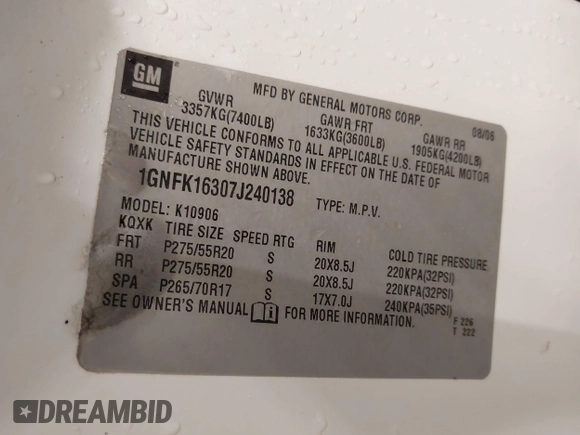 GM
MFD BY GENERAL MOTORS CORP. 08/06
GVWR GAWR FRT GAWR RR
3357KG(7400LB) 1633KG(3600LB) 1905KG(4200LB)
THIS VEHICLE CONFORMS TO ALL APPLICABLE U.S. FEDERAL MOTOR
VEHICLE SAFETY STANDARDS IN EFFECT ON THE DATE OF
MANUFACTURE SHOWN ABOVE.
1GNFK16307J240138 TYPE: M.P.V.
MODEL: K10906
KQXK TIRE SIZE SPEED RTG RIM COLD TIRE PRESSURE
FRT P275/55R20 S 20X8.5J 220KPA(32PSI)
RR P275/55R20 S 20X8.5J 220KPA(32PSI)
SPA P265/70R17 S 17X7.0J 240KPA(35PSI)
SEE OWNER'S MANUAL FOR MORE INFORMATION.
F 226
T 222
DREAMBID